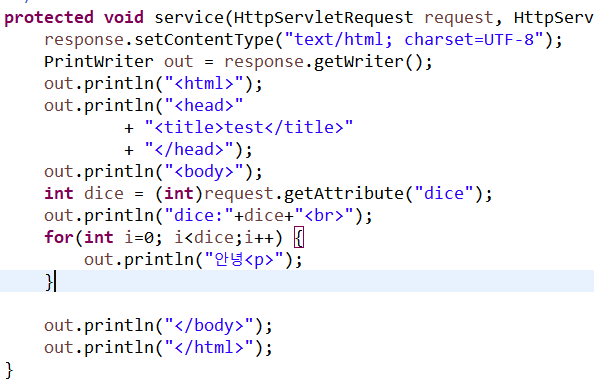 protected void service(HttpServletRequest request, HttpServ
response.setContentType("text/html; charset=UTF-8");
PrintWriter out = response.getWriter();
out.println("<html>");
out.println("<head>"
+ "<title>test</title>"
+ "</head>");
out.println("<body>");
int dice = (int)request.getAttribute("dice");
out.println("dice:"+dice+"<br>");
for(int i=0; i<dice;i++) {
out.println("안녕<p>");
}
out.println("</body>");
out.println("</html>");
}